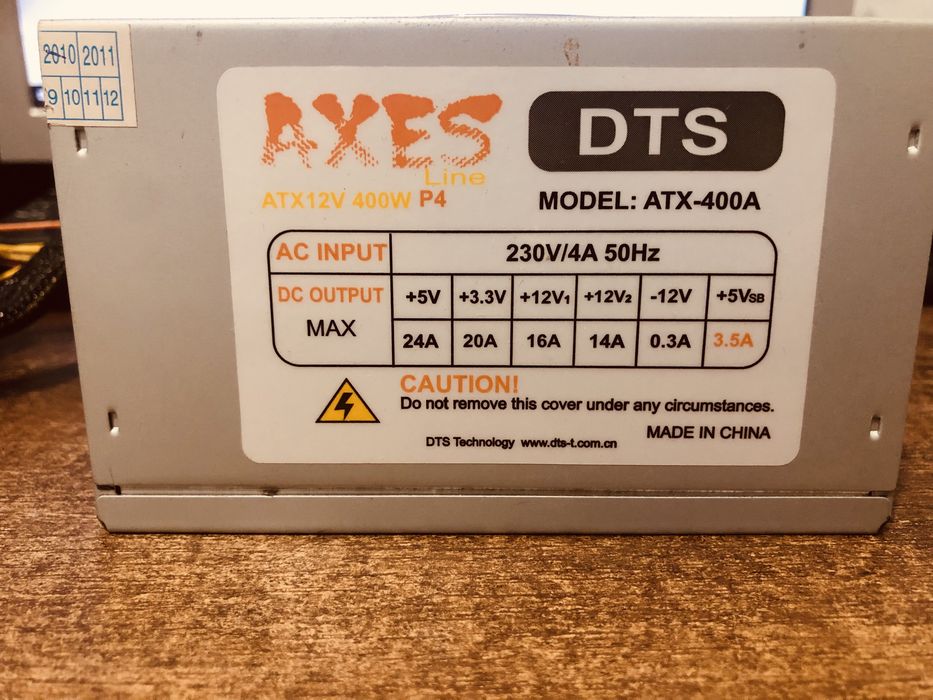 2010 2011
9 10 11 12
AXES
Line
DTS
ATX12V 400W P4
MODEL: ATX-400A
AC INPUT 230V/4A 50Hz
DC OUTPUT +5V +3.3V +12V₁ +12V₂ -12V +5VSB
MAX 24A 20A 16A 14A 0.3A 3.5A
CAUTION!
Do not remove this cover under any circumstances.
DTS Technology www.dts-t.com.cn MADE IN CHINA